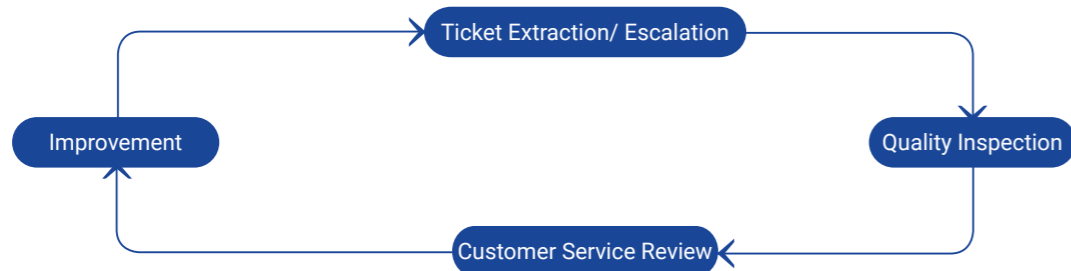 Ticket Extraction/ Escalation
Improvement
Quality Inspection
Customer Service Review